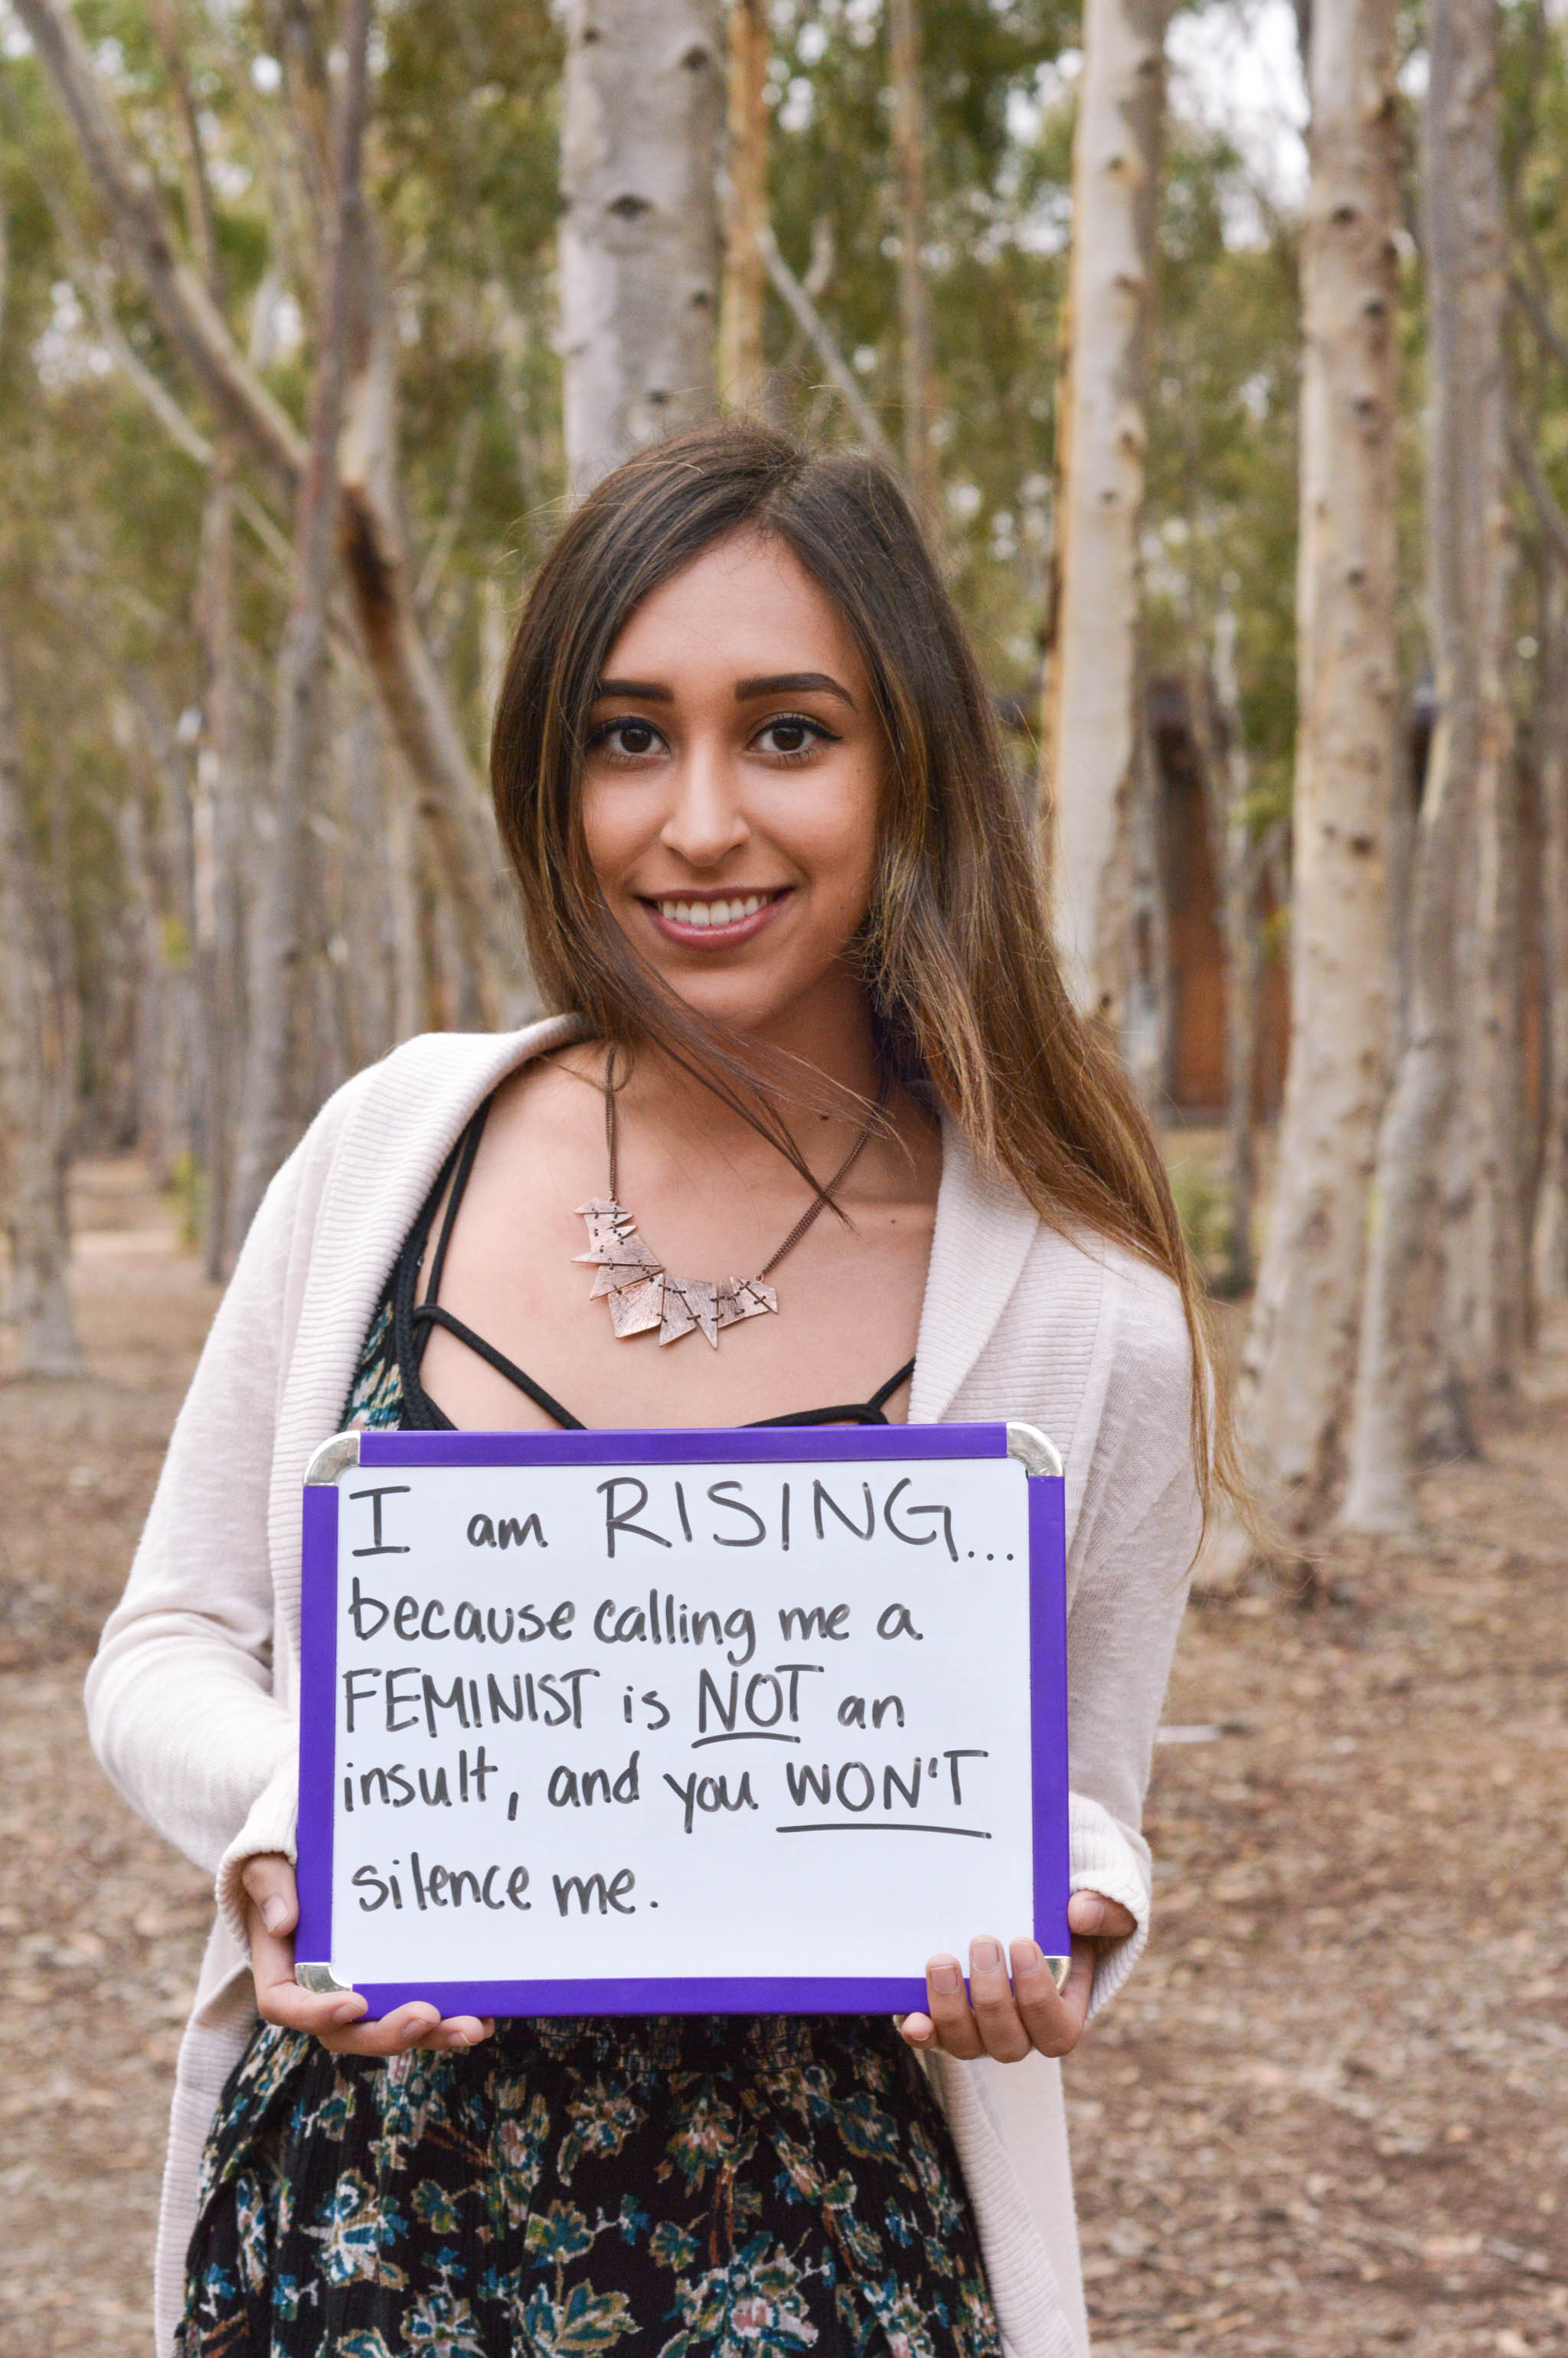 I am RISING...
because calling me a
FEMINIST is NOT an
insult, and you WON'T
silence me.